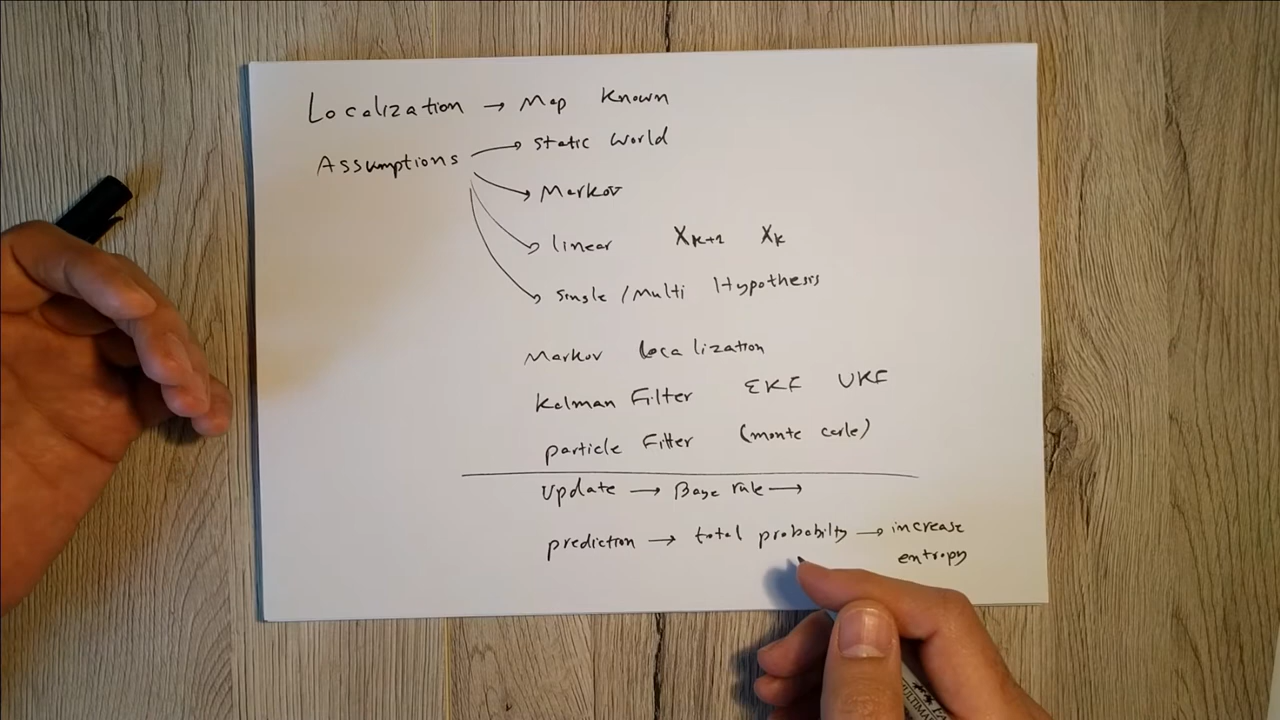 Localization → Map Known
Assumptions → static world
→ Markov
→ linear X_{K+1} X_K
→ single / Multi Hypothesis
Markov localization
Kalman Filter EKF UKF
particle Filter (monte carle)
Update → Baye rule →
prediction → total probabilty → increase
entropy